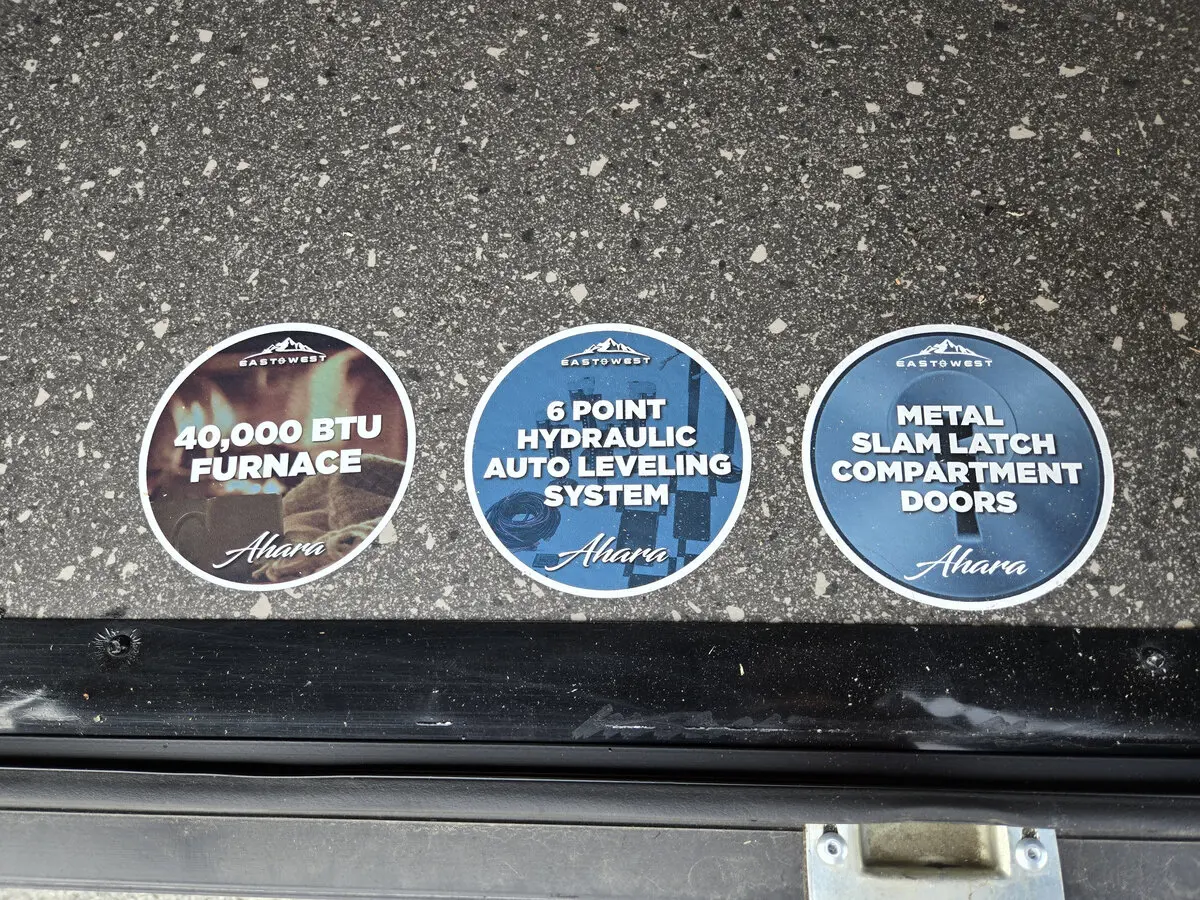 EAST&WEST
40,000 BTU
FURNACE
Ahara
EAST&WEST
6 POINT
HYDRAULIC
AUTO LEVELING
SYSTEM
Ahara
EAST&WEST
METAL
SLAM LATCH
COMPARTMENT
DOORS
Ahara